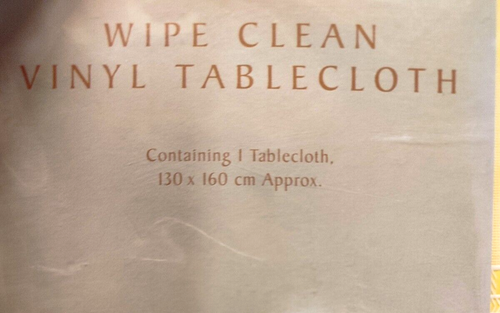 WIPE CLEAN
VINYL TABLECLOTH
Containing 1 Tablecloth,
130 x 160 cm Approx.